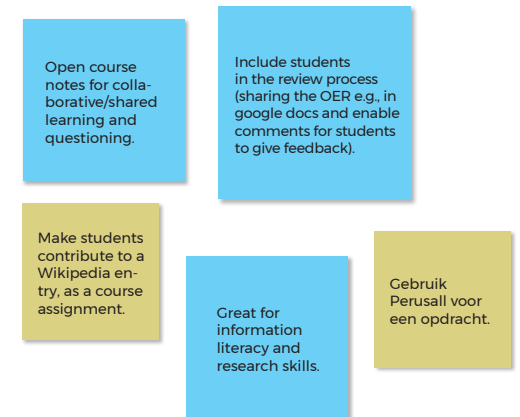 Open course
notes for colla-
borative/shared
learning and
questioning.
Include students
in the review process
(sharing the OER e.g., in
google docs and enable
comments for students
to give feedback).
Make students
contribute to a
Wikipedia en-
try, as a course
assignment.
Great for
information
literacy and
research skills.
Gebruik
Perusall voor
een opdracht.